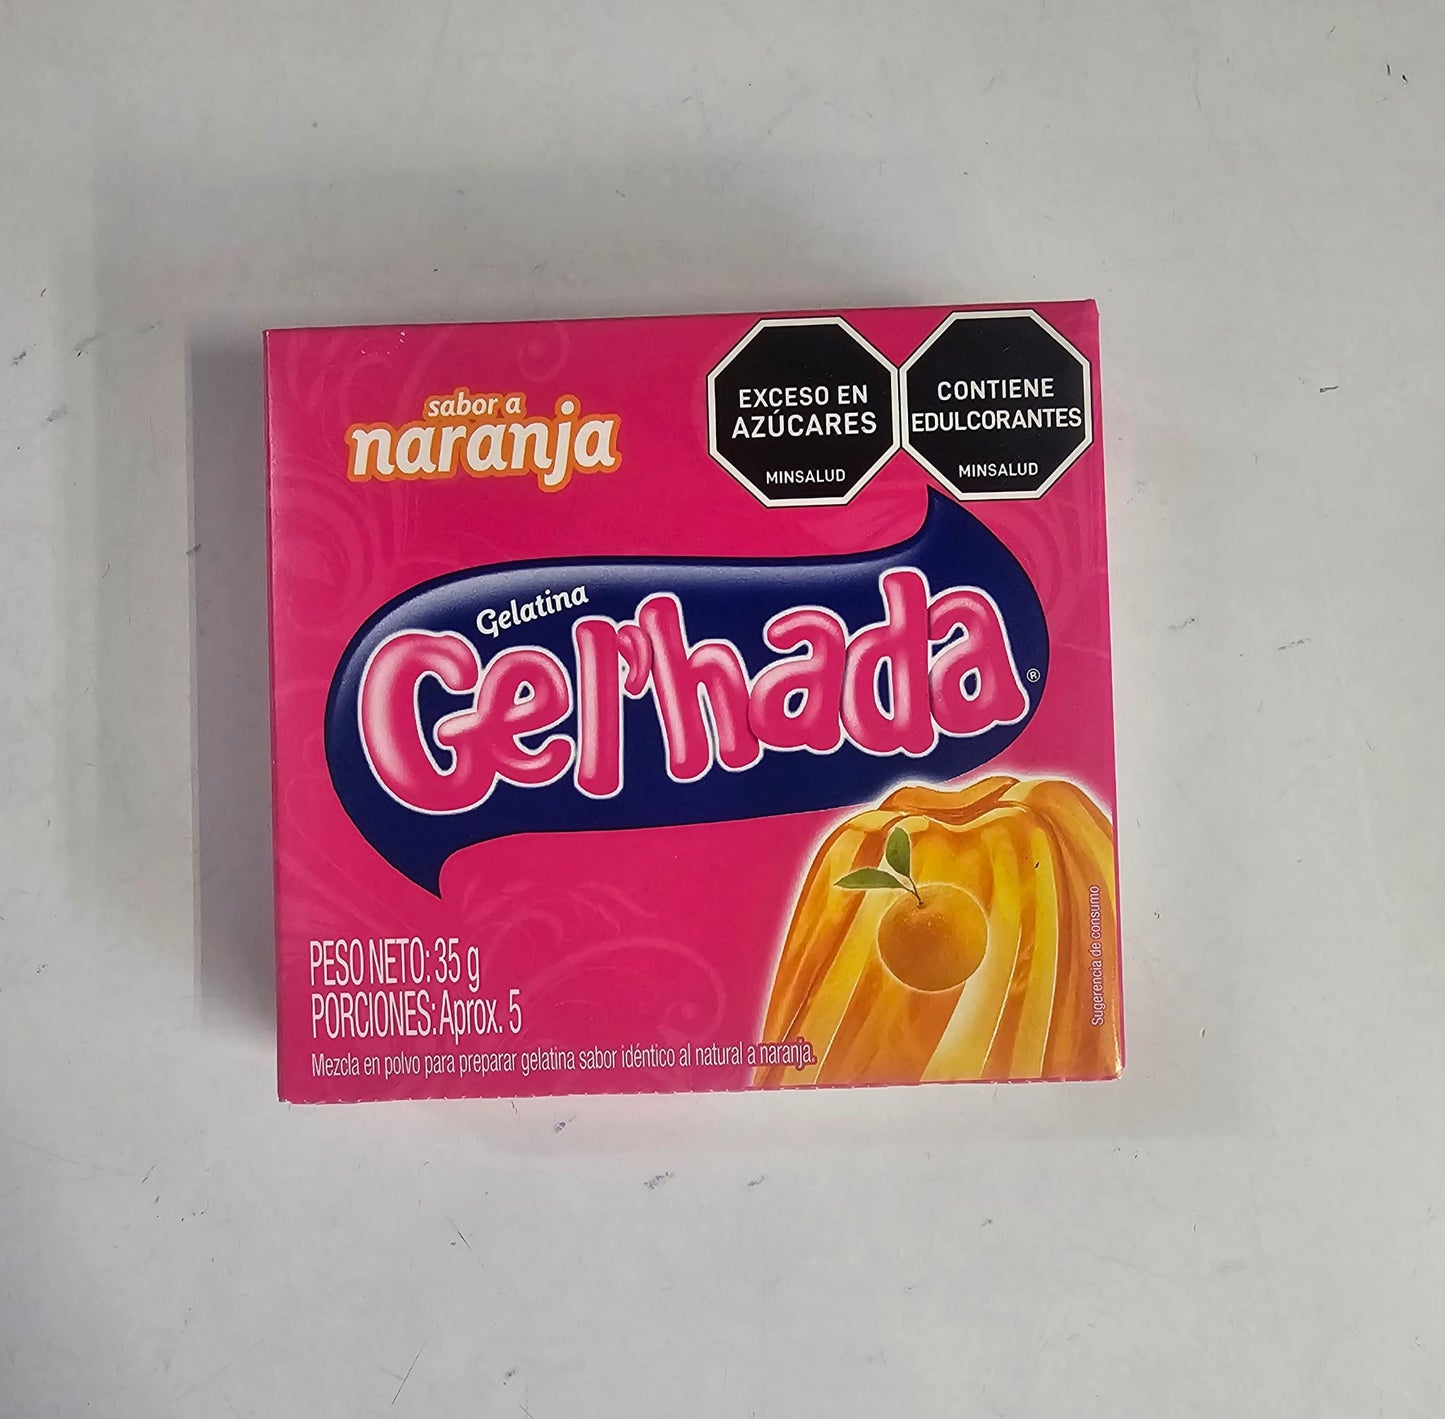 sabor a
naranja
EXCESO EN
AZÚCARES
MINSALUD
CONTIENE
EDULCORANTES
MINSALUD
Gelatina
Gel'hada®
PESO NETO: 35 g
PORCIONES: Aprox. 5
Mezcla en polvo para preparar gelatina sabor idéntico al natural a naranja.
Sugerencia de consumo